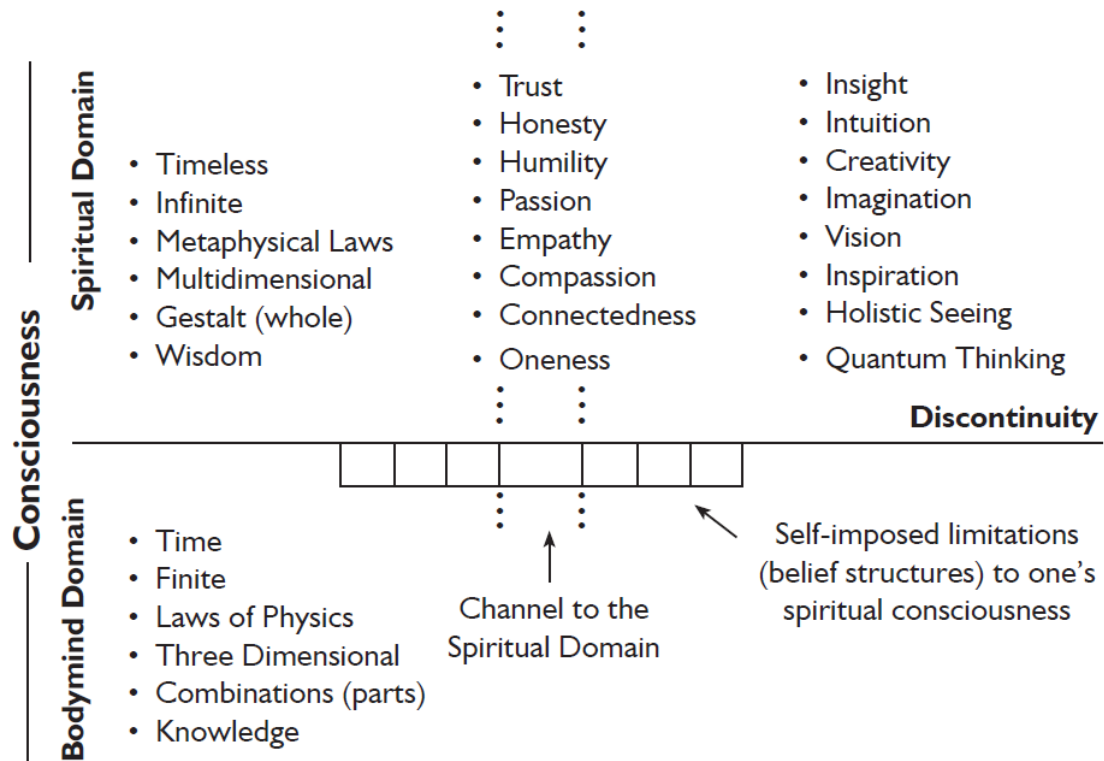 Consciousness
Spiritual Domain
• Timeless
• Infinite
• Metaphysical Laws
• Multidimensional
• Gestalt (whole)
• Wisdom
• Trust
• Honesty
• Humility
• Passion
• Empathy
• Compassion
• Connectedness
• Oneness
• Insight
• Intuition
• Creativity
• Imagination
• Vision
• Inspiration
• Holistic Seeing
• Quantum Thinking
Discontinuity
Bodymind Domain
• Time
• Finite
• Laws of Physics
• Three Dimensional
• Combinations (parts)
• Knowledge
Channel to the
Spiritual Domain
Self-imposed limitations
(belief structures) to one’s
spiritual consciousness